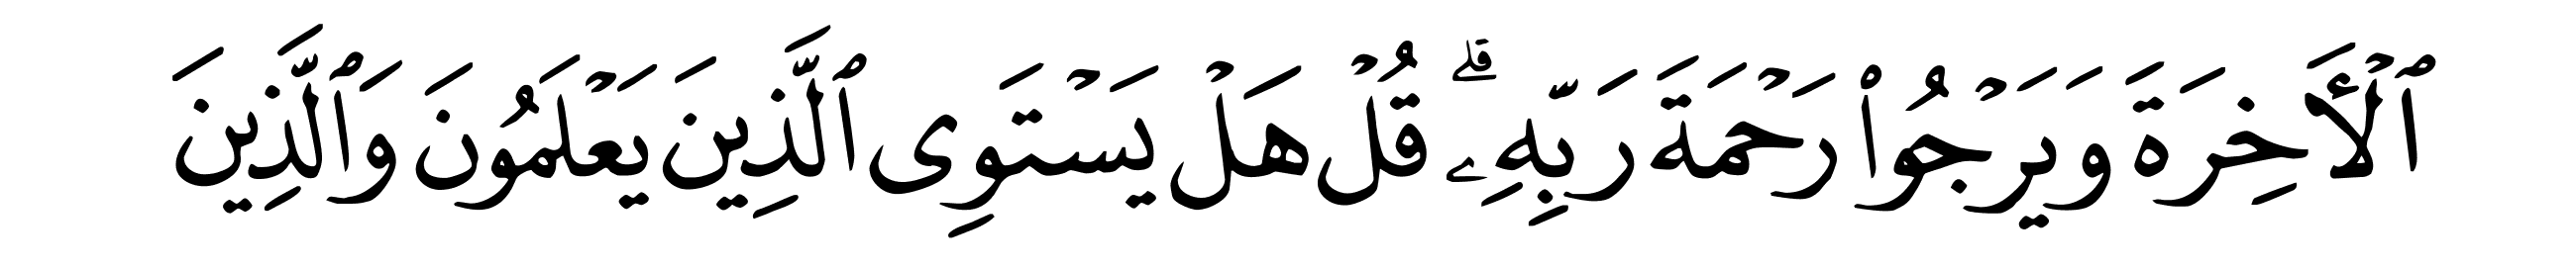 ٱلۡأَخِرَةَ وَيَرۡجُواْ رَحۡمَةَ رَبِّهِۦۗ قُلۡ هَلۡ يَسۡتَوِي ٱلَّذِينَ يَعۡلَمُونَ وَٱلَّذِينَ